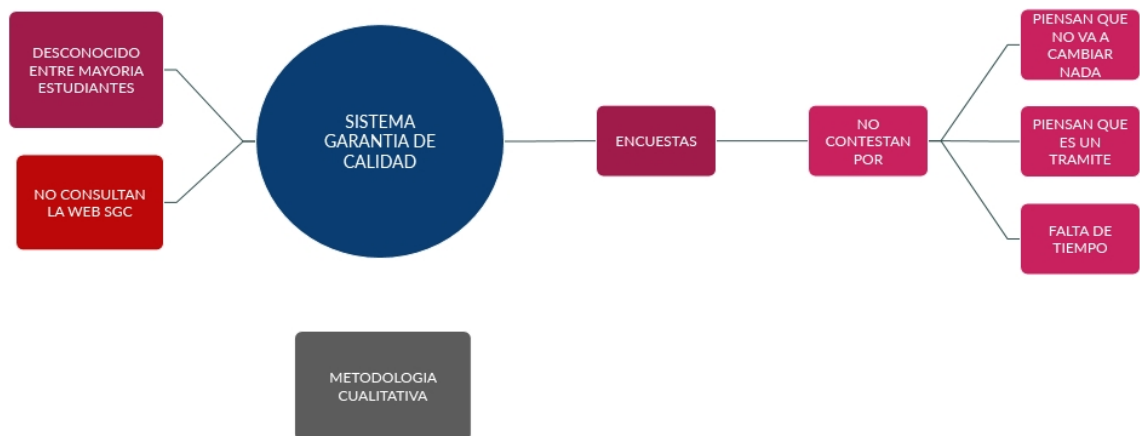 DESCONOCIDO
ENTRE MAYORIA
ESTUDIANTES
NO CONSULTAN
LA WEB SGC
SISTEMA
GARANTIA DE
CALIDAD
ENCUESTAS
NO
CONTESTAN
POR
PIENSAN QUE
NO VA A
CAMBIAR
NADA
PIENSAN QUE
ES UN
TRAMITE
FALTA DE
TIEMPO
METODOLOGIA
CUALITATIVA